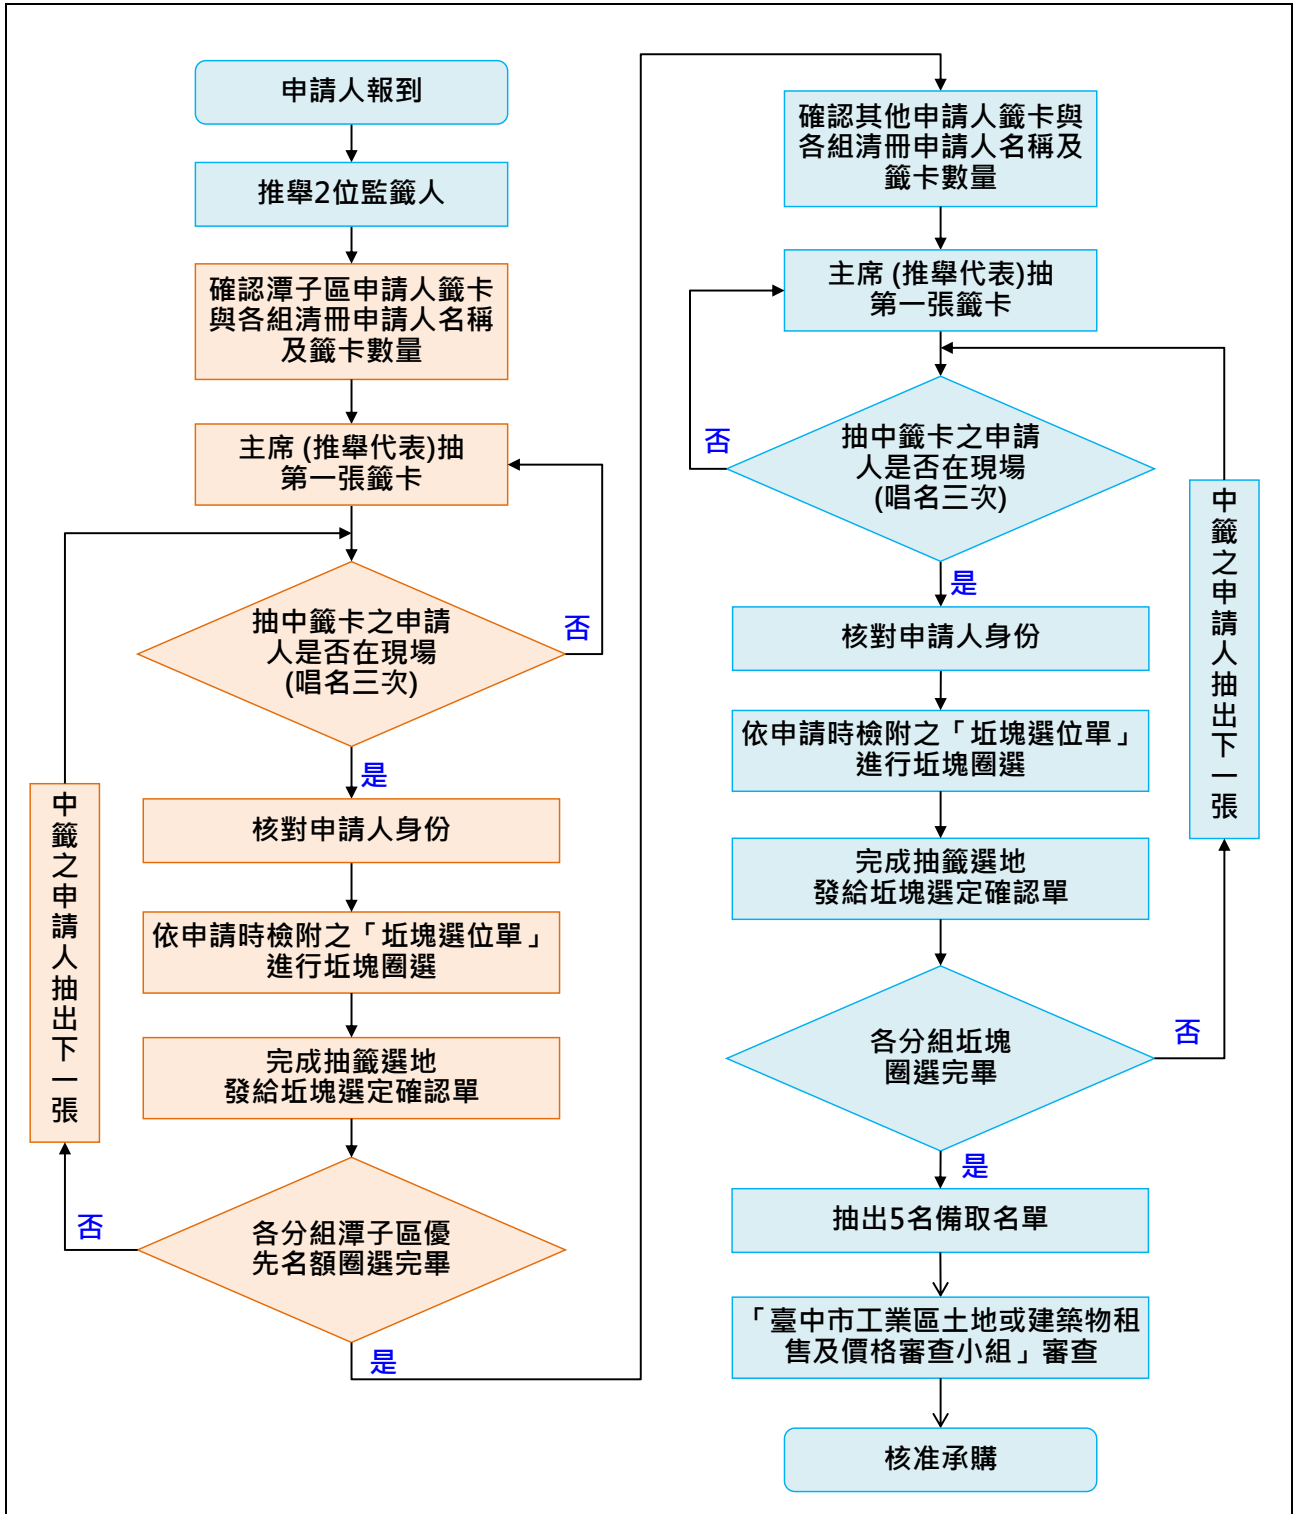 申請人報到
推舉2位監籤人
確認潭子區申請人籤卡
與各組清冊申請人名稱
及籤卡數量
主席(推舉代表)抽
第一張籤卡
抽中籤卡之申請
人是否在現場
(唱名三次)
否
是
核對申請人身份
依申請時檢附之「坵塊選位單」
進行坵塊圈選
完成抽籤選地
發給坵塊選定確認單
各分組潭子區優
先名額圈選完畢
否
中籤之申請人抽出下一張
是
確認其他申請人籤卡與
各組清冊申請人名稱及
籤卡數量
主席(推舉代表)抽
第一張籤卡
抽中籤卡之申請
人是否在現場
(唱名三次)
否
是
核對申請人身份
依申請時檢附之「坵塊選位單」
進行坵塊圈選
完成抽籤選地
發給坵塊選定確認單
各分組坵塊
圈選完畢
否
中籤之申請人抽出下一張
是
抽出5名備取名單
「臺中市工業區土地或建築物租
售及價格審查小組」審查
核准承購